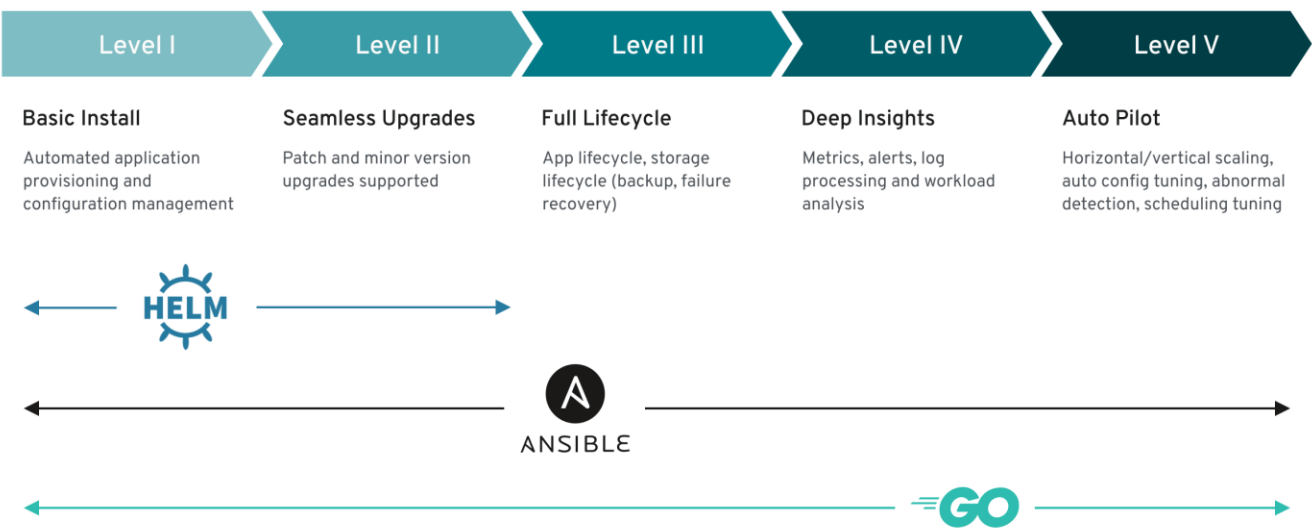 Level I
Level II
Level III
Level IV
Level V
Basic Install
Automated application
provisioning and
configuration management
Seamless Upgrades
Patch and minor version
upgrades supported
Full Lifecycle
App lifecycle, storage
lifecycle (backup, failure
recovery)
Deep Insights
Metrics, alerts, log
processing and workload
analysis
Auto Pilot
Horizontal/vertical scaling,
auto config tuning, abnormal
detection, scheduling tuning
HELM
A
ANSIBLE
GO